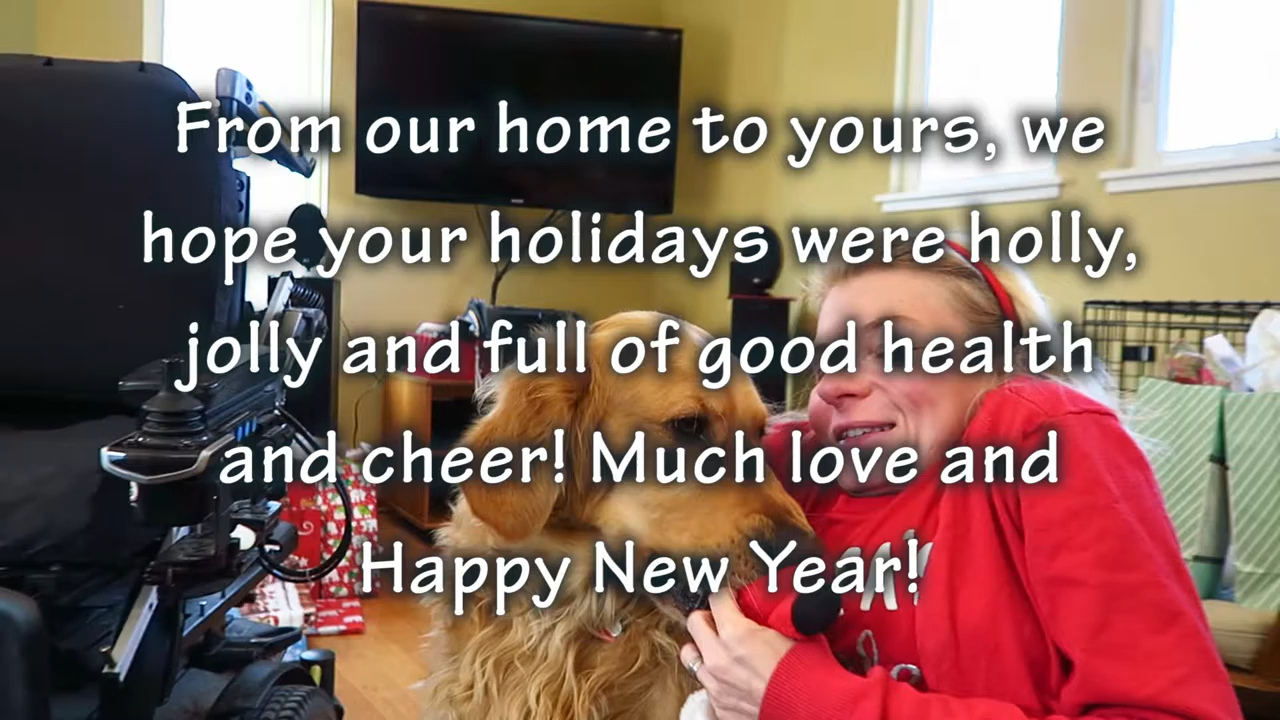 From our home to yours, we
hope your holidays were holly,
jolly and full of good health
and cheer! Much love and
Happy New Year!